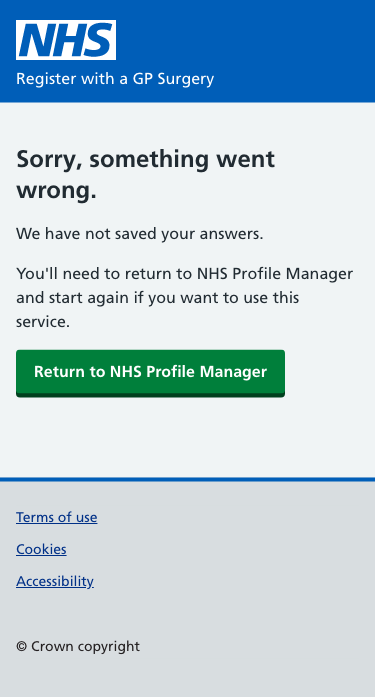 NHS
Register with a GP Surgery
Sorry, something went
wrong.
We have not saved your answers.
You'll need to return to NHS Profile Manager
and start again if you want to use this
service.
Return to NHS Profile Manager
Terms of use
Cookies
Accessibility
© Crown copyright